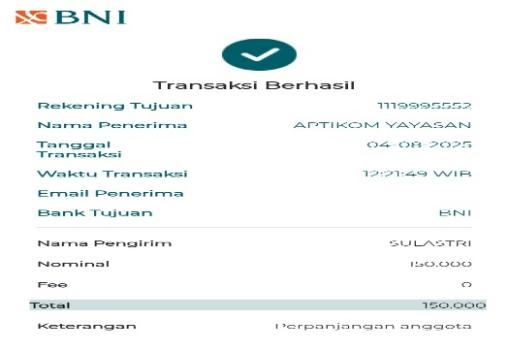 BNI
Transaksi Berhasil
Rekening Tujuan 1119995552
Nama Penerima APTIKOM YAYASAN
Tanggal Transaksi 04-08-2025
Waktu Transaksi 12:21:49 WIB
Email Penerima
Bank Tujuan BNI
Nama Pengirim SULASTRI
Nominal 150.000
Fee 0
Total 150.000
Keterangan Perpanjangan anggota